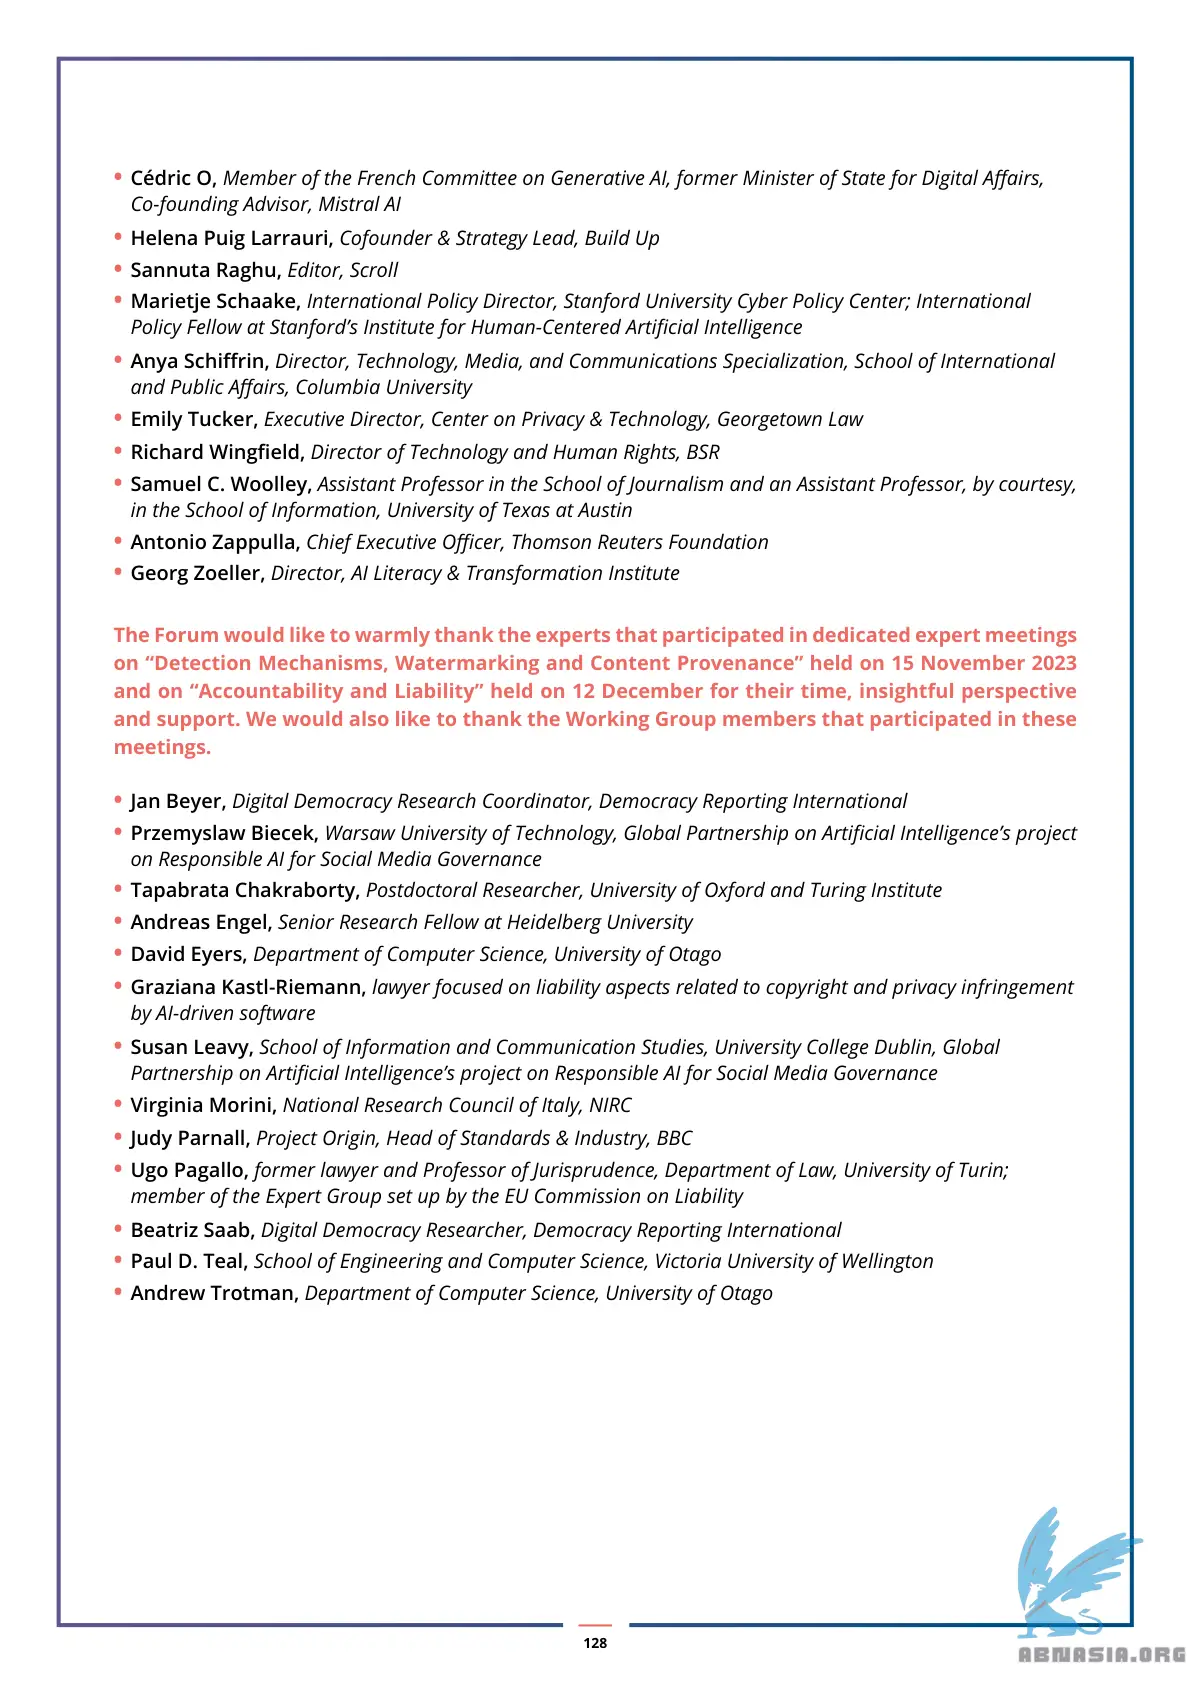 • Cédric O, Member of the French Committee on Generative AI, former Minister of State for Digital Affairs,
Co-founding Advisor, Mistral AI
• Helena Puig Larrauri, Cofounder & Strategy Lead, Build Up
• Sannuta Raghu, Editor, Scroll
• Marietje Schaake, International Policy Director, Stanford University Cyber Policy Center; International
Policy Fellow at Stanford’s Institute for Human-Centered Artificial Intelligence
• Anya Schiffrin, Director, Technology, Media, and Communications Specialization, School of International
and Public Affairs, Columbia University
• Emily Tucker, Executive Director, Center on Privacy & Technology, Georgetown Law
• Richard Wingfield, Director of Technology and Human Rights, BSR
• Samuel C. Woolley, Assistant Professor in the School of Journalism and an Assistant Professor, by courtesy,
in the School of Information, University of Texas at Austin
• Antonio Zappulla, Chief Executive Officer, Thomson Reuters Foundation
• Georg Zoeller, Director, AI Literacy & Transformation Institute
The Forum would like to warmly thank the experts that participated in dedicated expert meetings
on “Detection Mechanisms, Watermarking and Content Provenance” held on 15 November 2023
and on “Accountability and Liability” held on 12 December for their time, insightful perspective
and support. We would also like to thank the Working Group members that participated in these
meetings.
• Jan Beyer, Digital Democracy Research Coordinator, Democracy Reporting International
• Przemyslaw Biecek, Warsaw University of Technology, Global Partnership on Artificial Intelligence’s project
on Responsible AI for Social Media Governance
• Tapabrata Chakraborty, Postdoctoral Researcher, University of Oxford and Turing Institute
• Andreas Engel, Senior Research Fellow at Heidelberg University
• David Eyers, Department of Computer Science, University of Otago
• Graziana Kastl-Riemann, lawyer focused on liability aspects related to copyright and privacy infringement
by AI-driven software
• Susan Leavy, School of Information and Communication Studies, University College Dublin, Global
Partnership on Artificial Intelligence’s project on Responsible AI for Social Media Governance
• Virginia Morini, National Research Council of Italy, NIRC
• Judy Parnall, Project Origin, Head of Standards & Industry, BBC
• Ugo Pagallo, former lawyer and Professor of Jurisprudence, Department of Law, University of Turin;
member of the Expert Group set up by the EU Commission on Liability
• Beatriz Saab, Digital Democracy Researcher, Democracy Reporting International
• Paul D. Teal, School of Engineering and Computer Science, Victoria University of Wellington
• Andrew Trotman, Department of Computer Science, University of Otago
128
ABNASIA.ORG